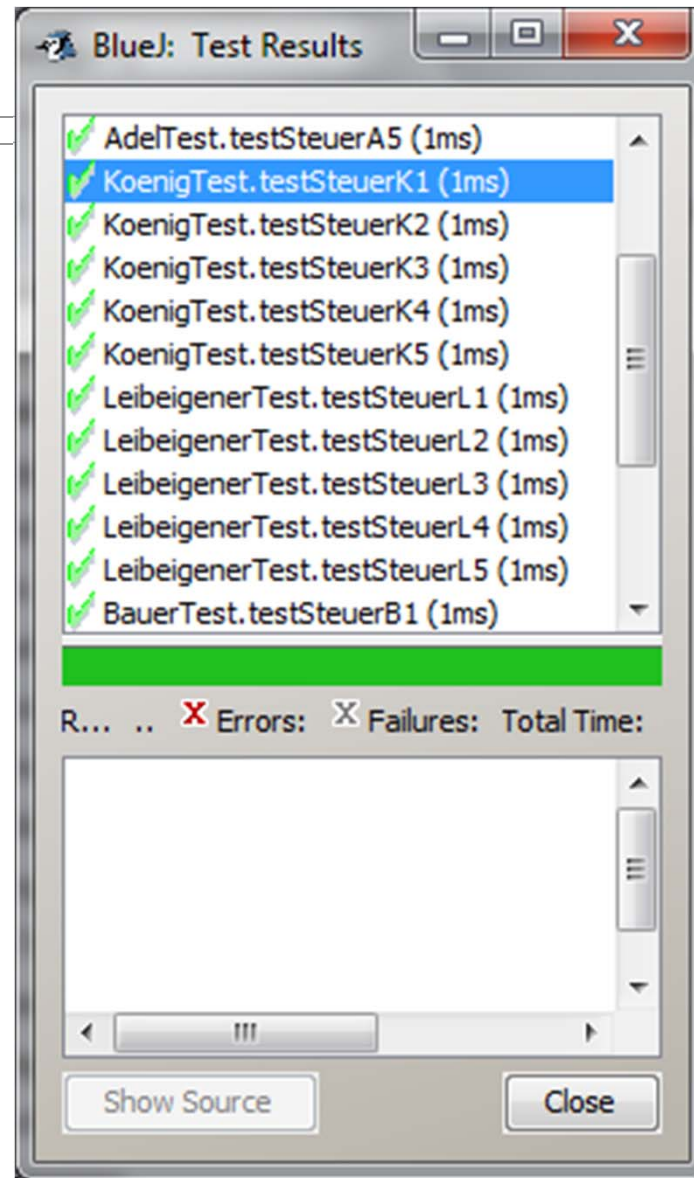 BlueJ: Test Results
AdelTest.testSteuerA5 (1ms)
KoenigTest.testSteuerK1 (1ms)
KoenigTest.testSteuerK2 (1ms)
KoenigTest.testSteuerK3 (1ms)
KoenigTest.testSteuerK4 (1ms)
KoenigTest.testSteuerK5 (1ms)
LeibeigenerTest.testSteuerL1 (1ms)
LeibeigenerTest.testSteuerL2 (1ms)
LeibeigenerTest.testSteuerL3 (1ms)
LeibeigenerTest.testSteuerL4 (1ms)
LeibeigenerTest.testSteuerL5 (1ms)
BauerTest.testSteuerB1 (1ms)
R... .. X Errors: X Failures: Total Time:
Show Source Close